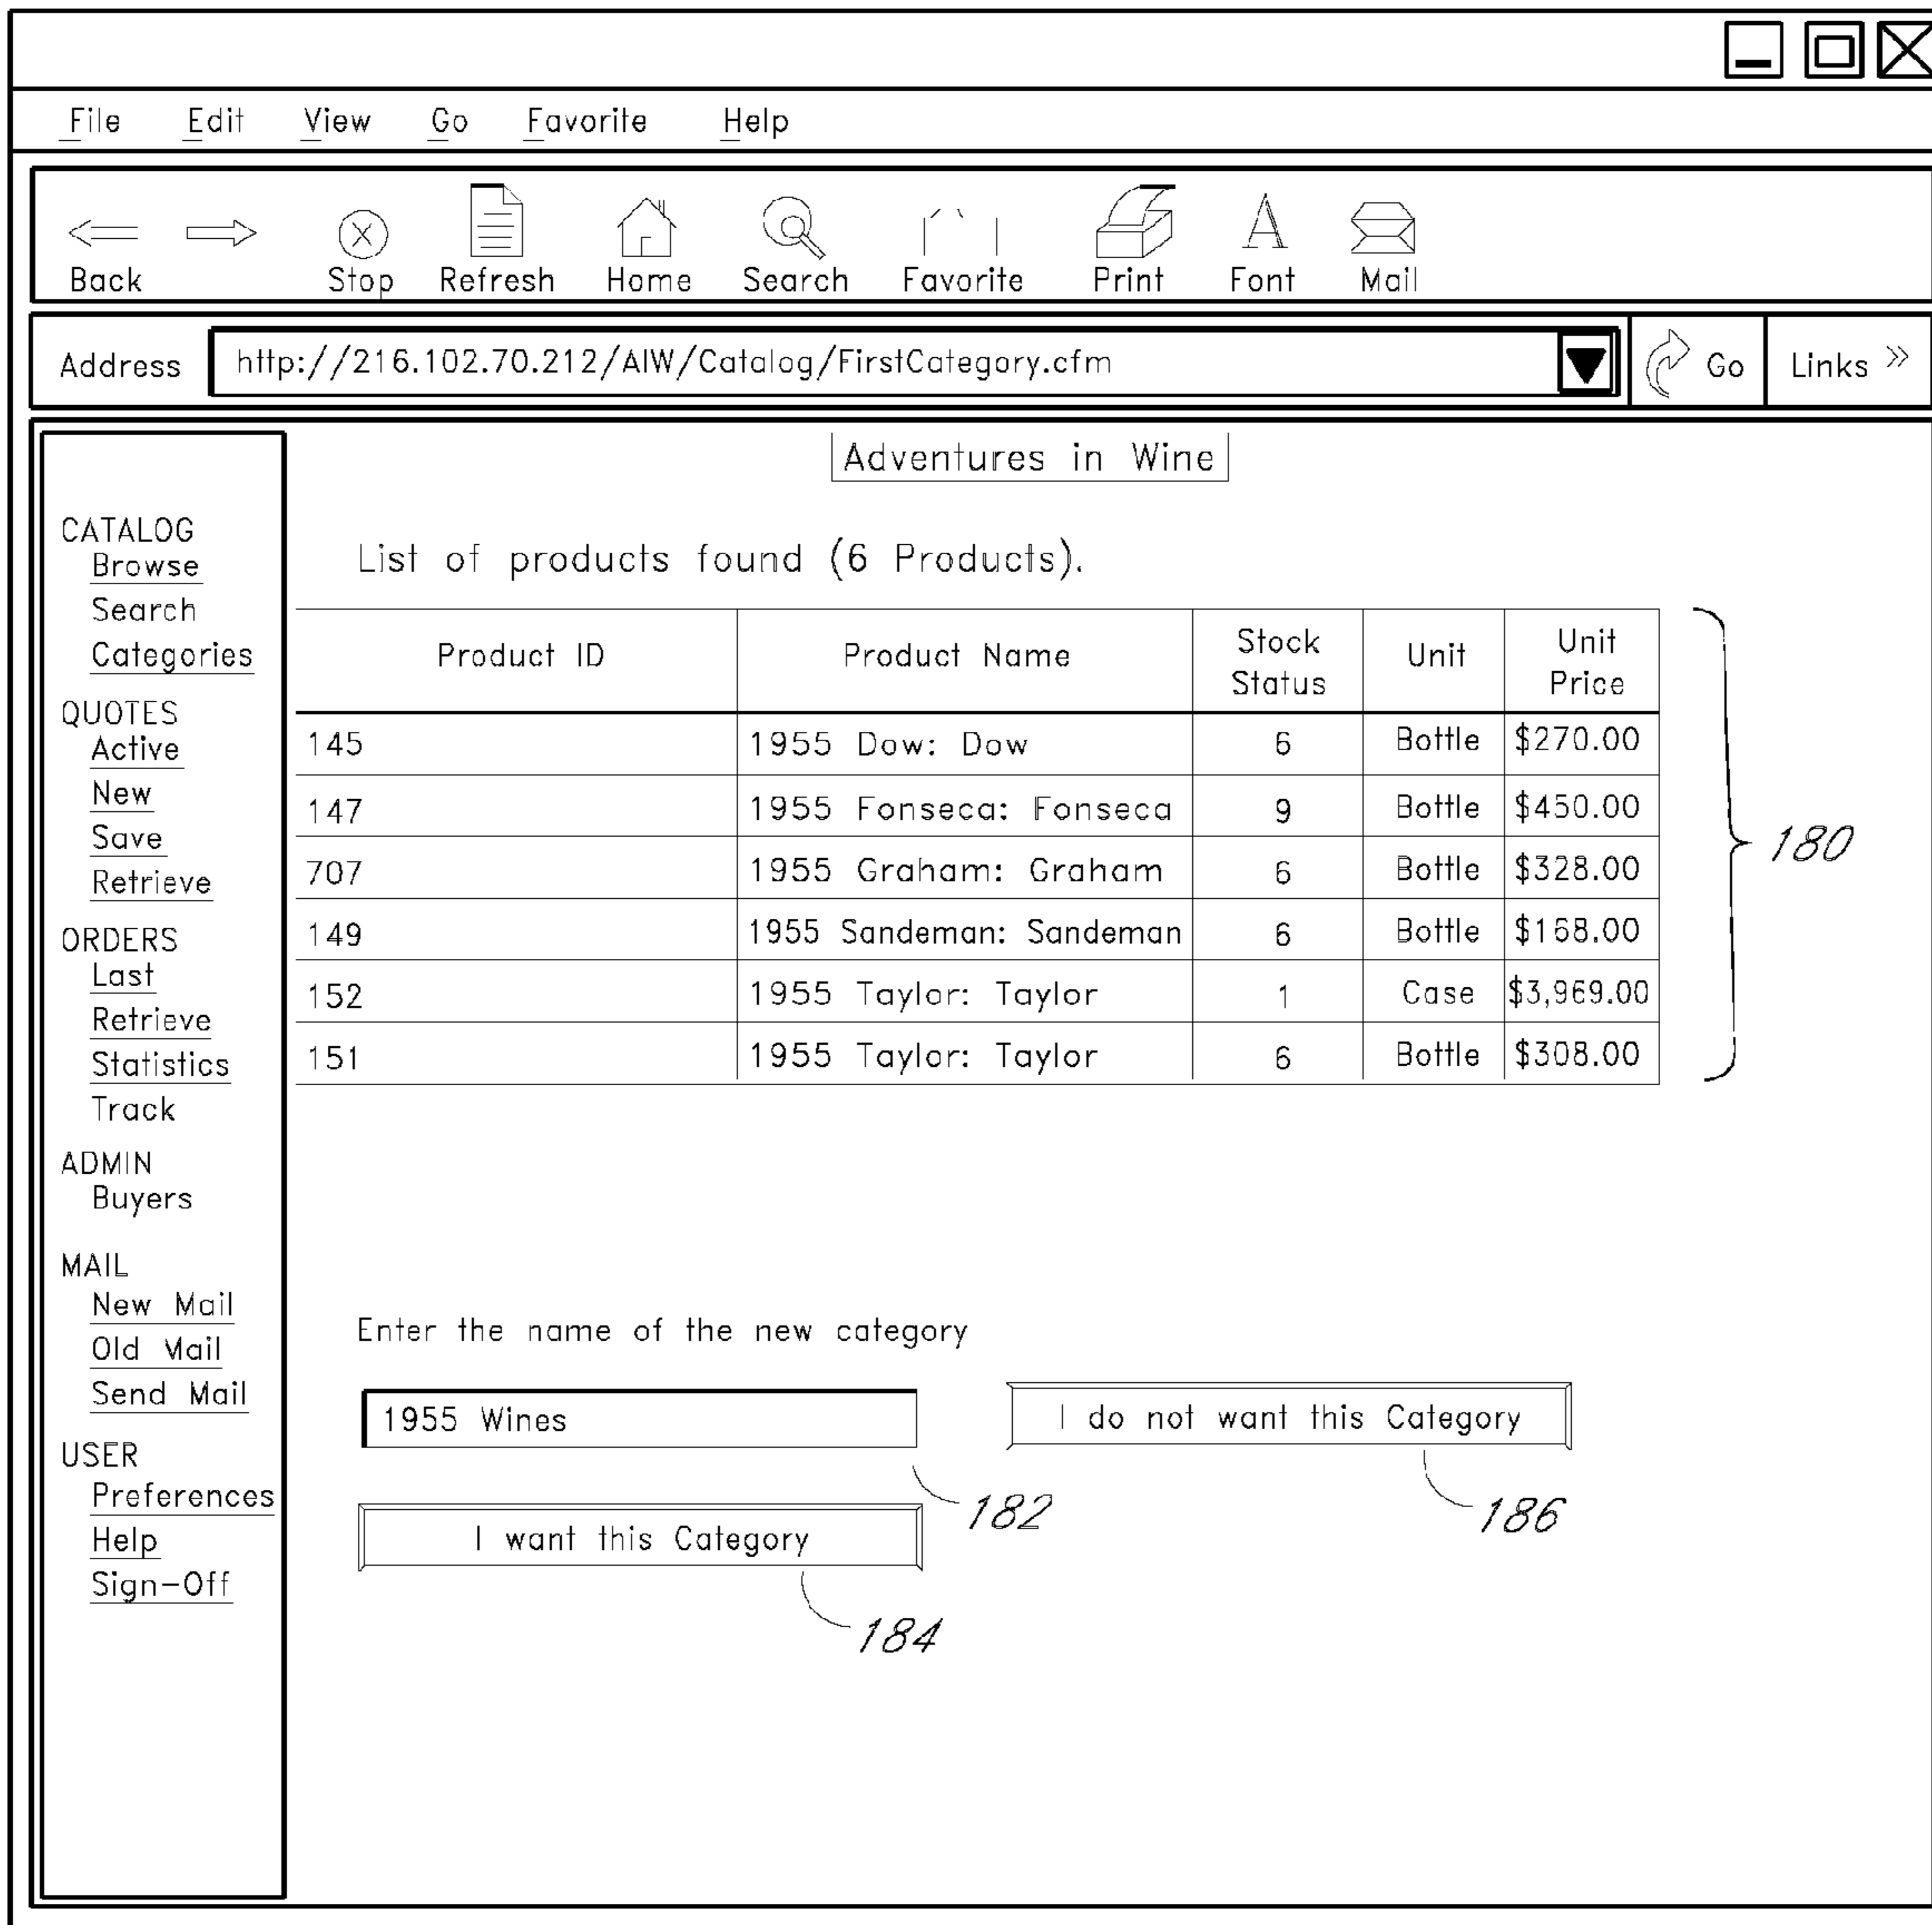 File Edit View Go Favorite Help
Back Stop Refresh Home Search Favorite Print Font Mail
Address http://216.102.70.212/AIW/Catalog/FirstCategory.cfm Go Links »
Adventures in Wine
CATALOG
Browse
Search
Categories
QUOTES
Active
New
Save
Retrieve
ORDERS
Last
Retrieve
Statistics
Track
ADMIN
Buyers
MAIL
New Mail
Old Mail
Send Mail
USER
Preferences
Help
Sign-Off
List of products found (6 Products).
Product ID Product Name Stock Status Unit Unit Price
145 1955 Dow: Dow 6 Bottle $270.00
147 1955 Fonseca: Fonseca 9 Bottle $450.00
707 1955 Graham: Graham 6 Bottle $328.00
149 1955 Sandeman: Sandeman 6 Bottle $168.00
152 1955 Taylor: Taylor 1 Case $3,969.00
151 1955 Taylor: Taylor 6 Bottle $308.00
180
Enter the name of the new category
1955 Wines
I do not want this Category
182
186
I want this Category
184